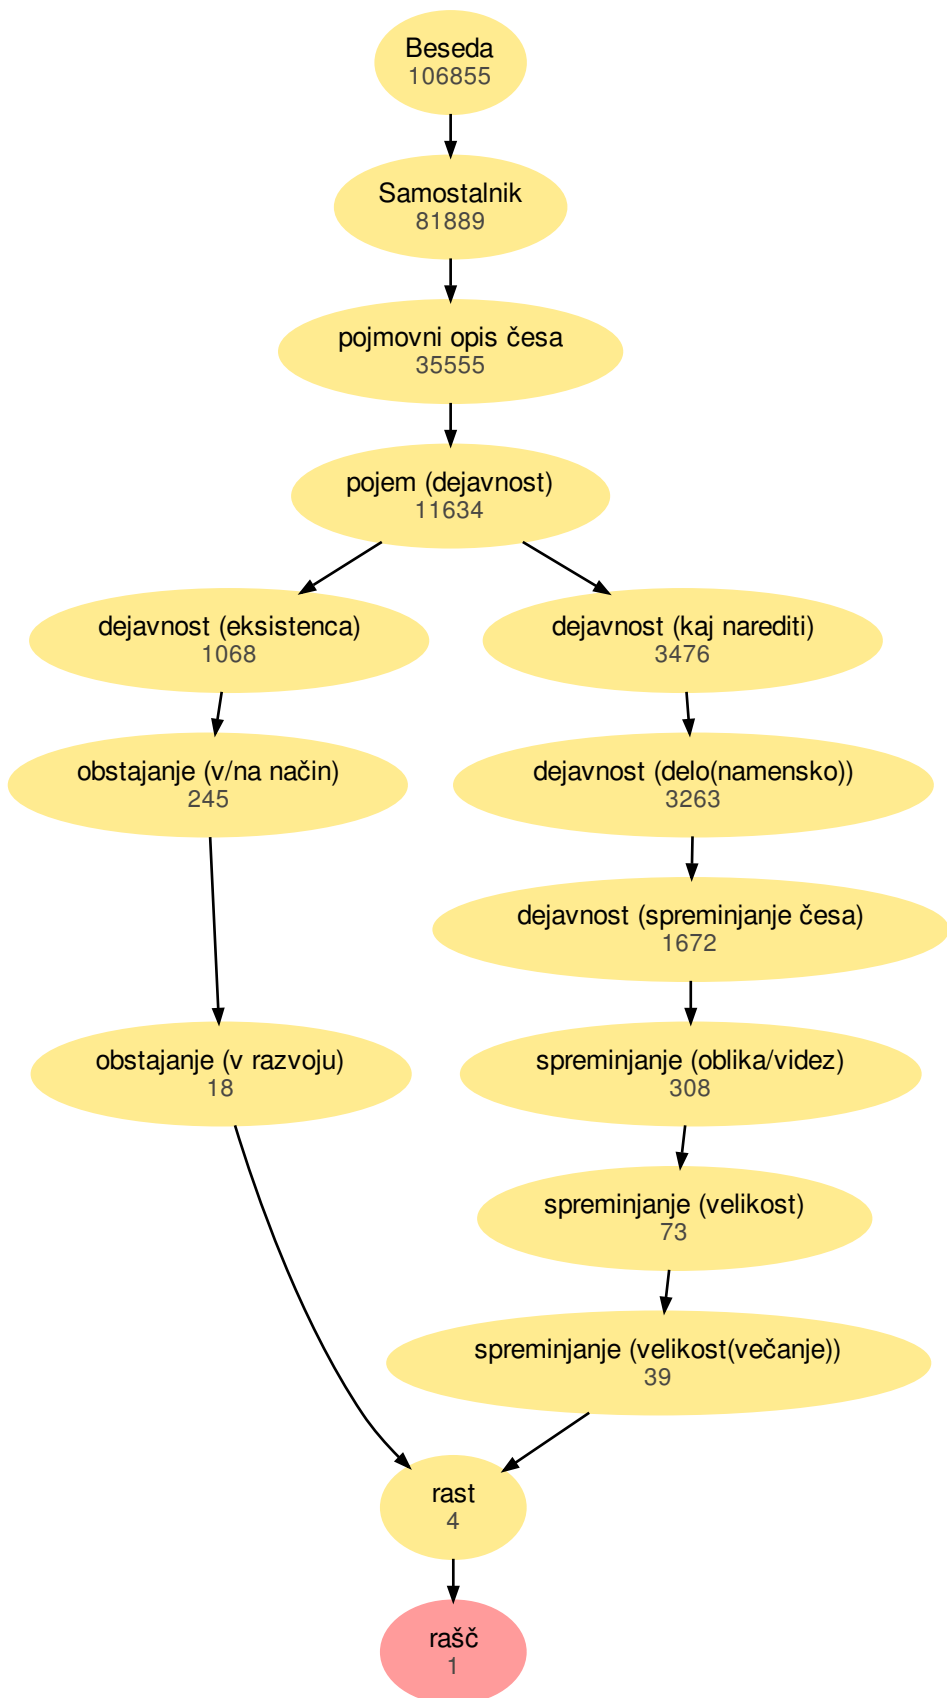 Beseda
106855
Samostalnik
81889
pojmovni opis česa
35555
pojem (dejavnost)
11634
dejavnost (eksistenca)
1068
dejavnost (kaj narediti)
3476
obstajanje (v/na način)
245
dejavnost (delo(namensko))
3263
dejavnost (spreminjanje česa)
1672
obstajanje (v razvoju)
18
spreminjanje (oblika/videz)
308
spreminjanje (velikost)
73
spreminjanje (velikost(večanje))
39
rast
4
rašč
1